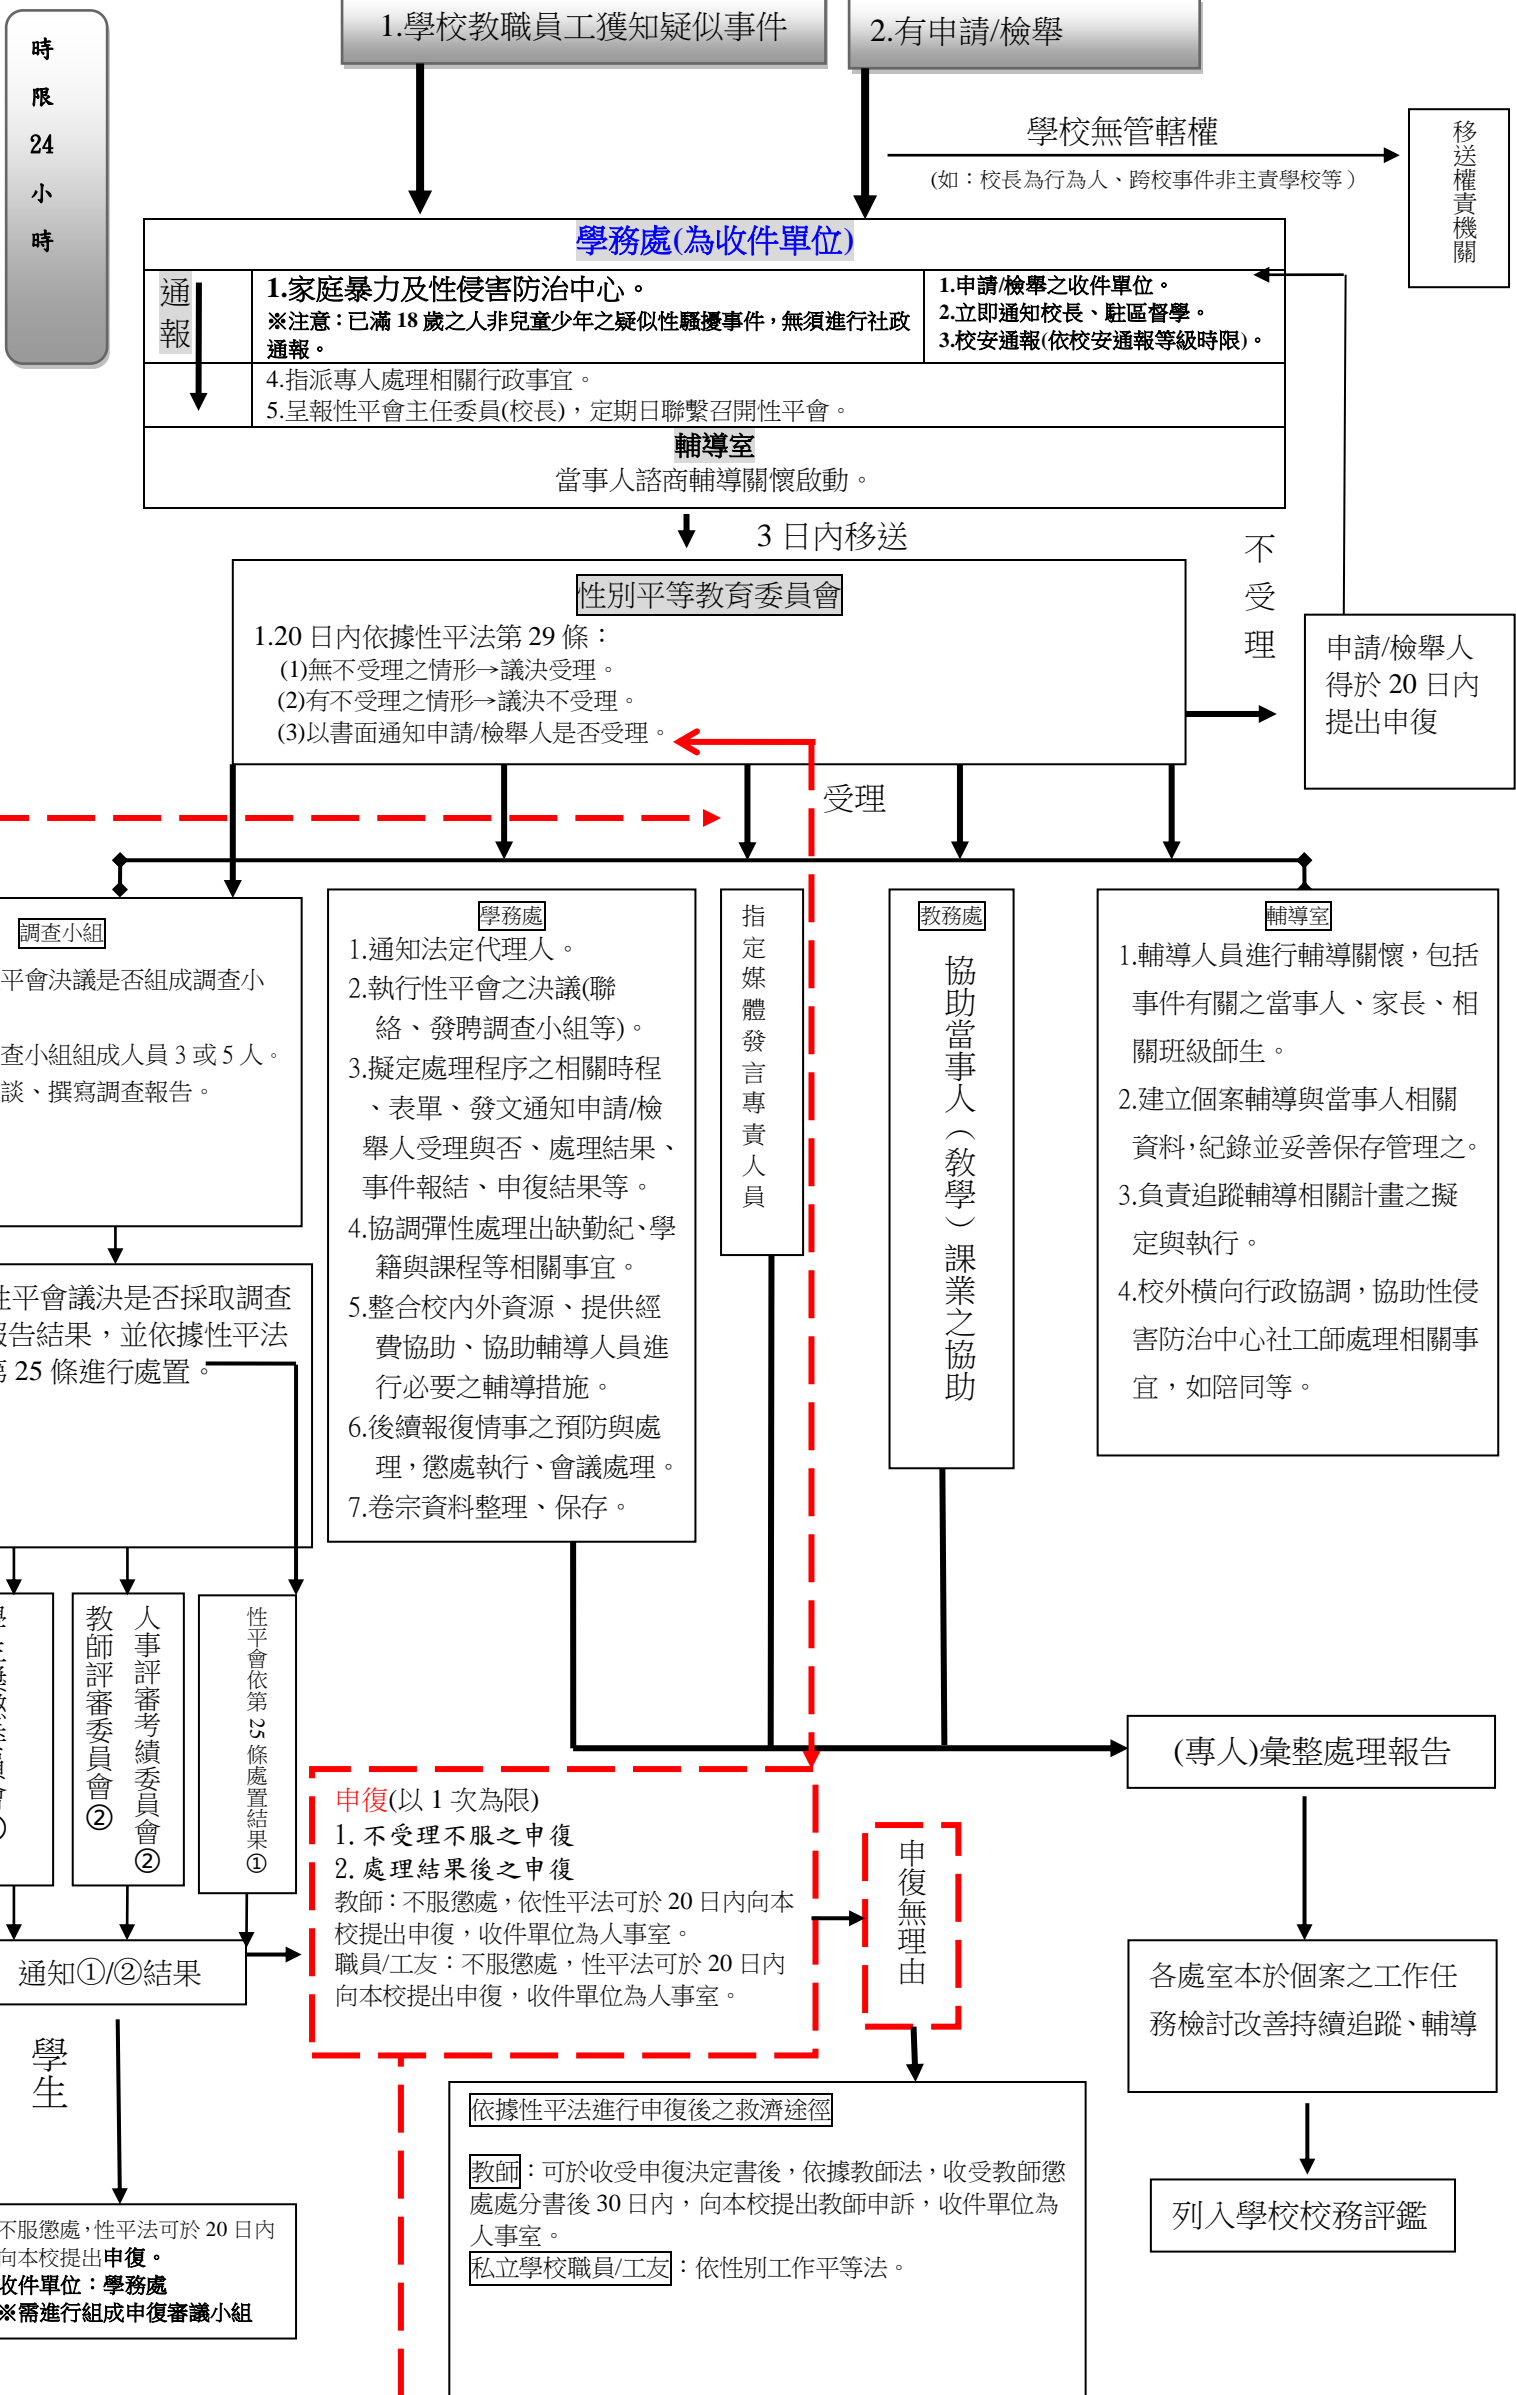 時
限
24
小
時
1.學校教職員工獲知疑似事件
2.有申請/檢舉
學校無管轄權
(如：校長為行為人、跨校事件非主責學校等）
移送權責機關
學務處(為收件單位)
通報
1.家庭暴力及性侵害防治中心。
※注意：已滿 18 歲之人非兒童少年之疑似性騷擾事件，無須進行社政
通報。
1.申請/檢舉之收件單位。
2.立即通知校長、駐區督學。
3.校安通報(依校安通報等級時限)。
4.指派專人處理相關行政事宜。
5.呈報性平會主任委員(校長)，定期日聯繫召開性平會。
輔導室
當事人諮商輔導關懷啟動。
3 日內移送
不受理
性別平等教育委員會
1.20 日內依據性平法第 29 條：
(1)無不受理之情形→議決受理。
(2)有不受理之情形→議決不受理。
(3)以書面通知申請/檢舉人是否受理。
申請/檢舉人
得於 20 日內
提出申復
受理
調查小組
平會決議是否組成調查小
查小組組成人員 3 或 5 人。
談、撰寫調查報告。
學務處
1.通知法定代理人。
2.執行性平會之決議(聯
絡、發聘調查小組等)。
3.擬定處理程序之相關時程
、表單、發文通知申請/檢
舉人受理與否、處理結果、
事件報結、申復結果等。
4.協調彈性處理出缺勤紀、學
籍與課程等相關事宜。
5.整合校內外資源、提供經
費協助、協助輔導人員進
行必要之輔導措施。
6.後續報復情事之預防與處
理，懲處執行、會議處理。
7.卷宗資料整理、保存。
指定媒體發言專責人員
教務處
協助當事人（教學）課業之協助
輔導室
1.輔導人員進行輔導關懷，包括
事件有關之當事人、家長、相
關班級師生。
2.建立個案輔導與當事人相關
資料，紀錄並妥善保存管理之。
3.負責追蹤輔導相關計畫之擬
定與執行。
4.校外橫向行政協調，協助性侵
害防治中心社工師處理相關事
宜，如陪同等。
性平會議決是否採取調查
報告結果，並依據性平法
第 25 條進行處置。
人事評審考績委員會②
教師評審委員會②
性平會依第 25 條處置結果①
(專人)彙整處理報告
申復(以 1 次為限)
1. 不受理不服之申復
2. 處理結果後之申復
教師：不服懲處，依性平法可於 20 日內向本
校提出申復，收件單位為人事室。
職員/工友：不服懲處，性平法可於 20 日內
向本校提出申復，收件單位為人事室。
申復無理由
通知①/②結果
各處室本於個案之工作任
務檢討改善持續追蹤、輔導
學生
依據性平法進行申復後之救濟途徑
教師：可於收受申復決定書後，依據教師法，收受教師懲
處處分書後 30 日內，向本校提出教師申訴，收件單位為
人事室。
私立學校職員/工友：依性別工作平等法。
列入學校校務評鑑
不服懲處，性平法可於 20 日內
向本校提出申復。
收件單位：學務處
※需進行組成申復審議小組